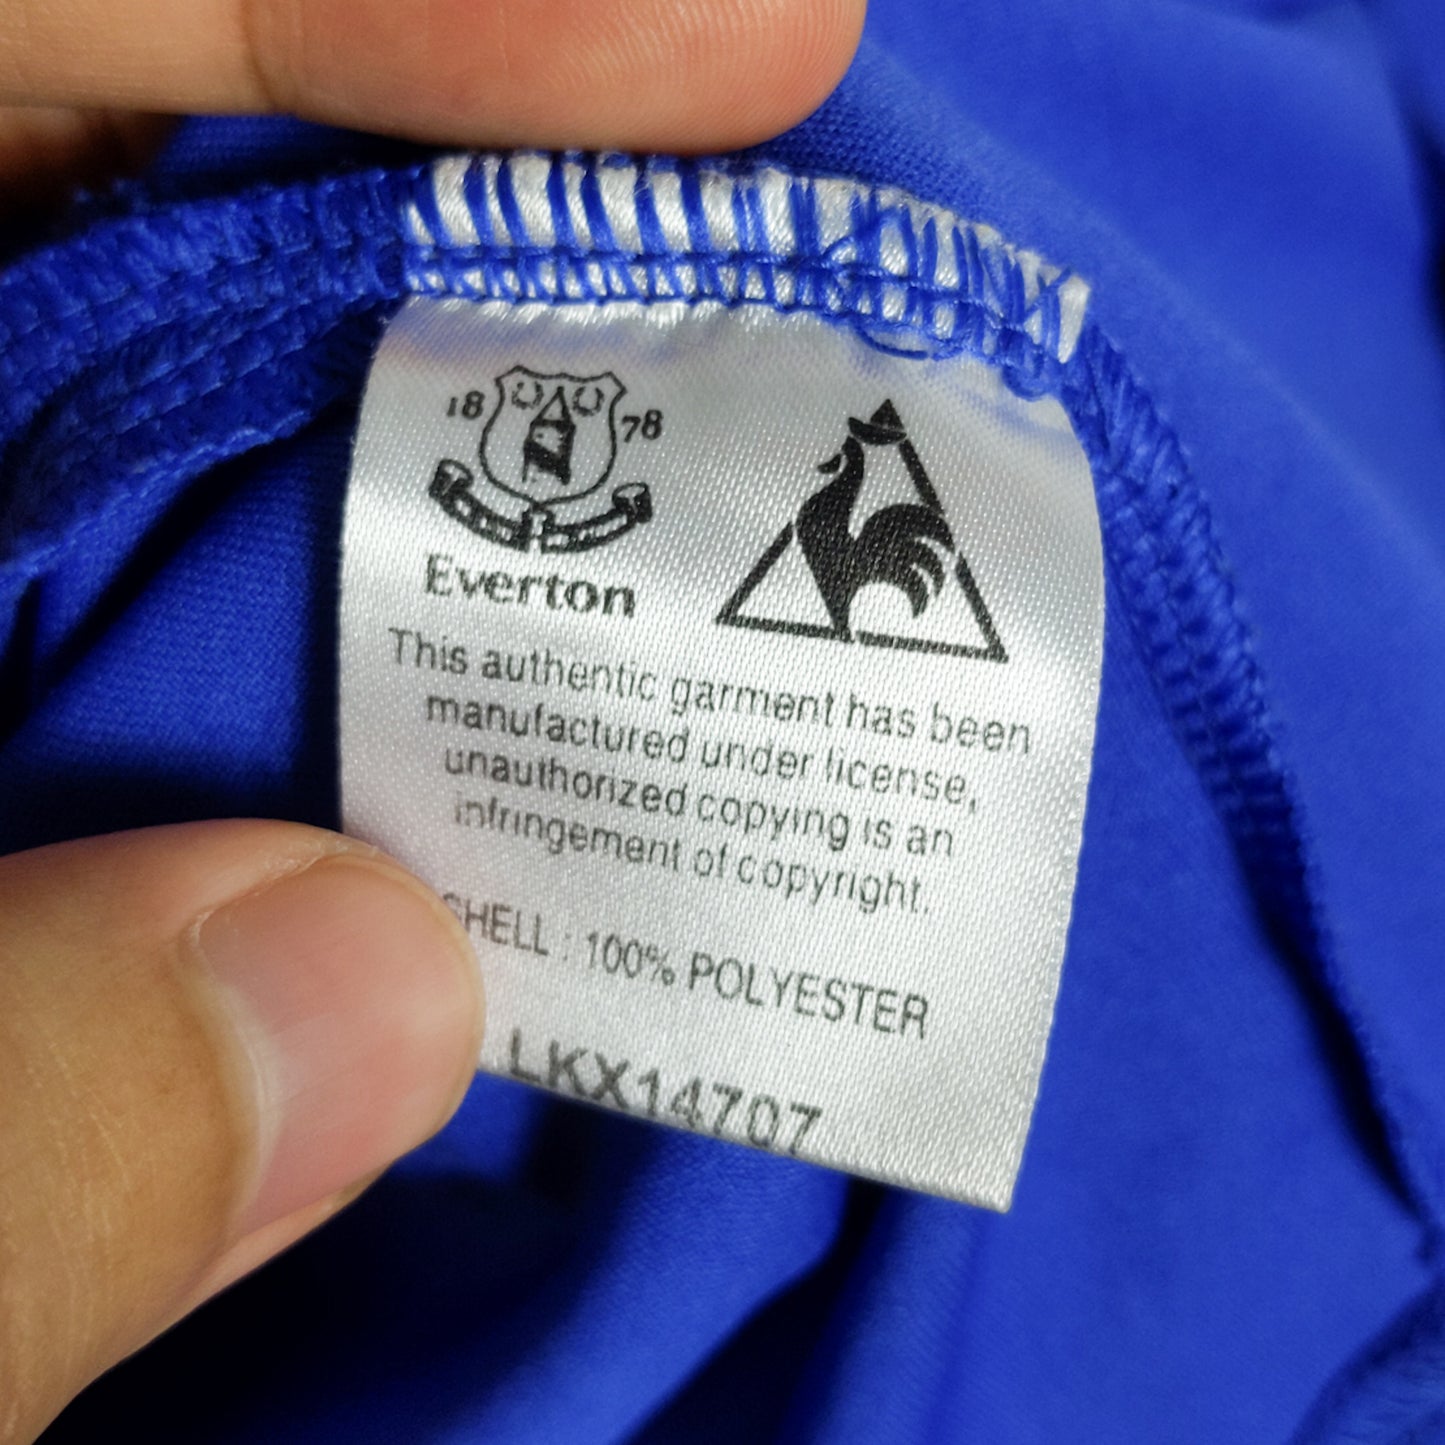 18 78
Everton
This authentic garment has been
manufactured under license,
unauthorized copying is an
infringement of copyright.
SHELL : 100% POLYESTER
LKX14707